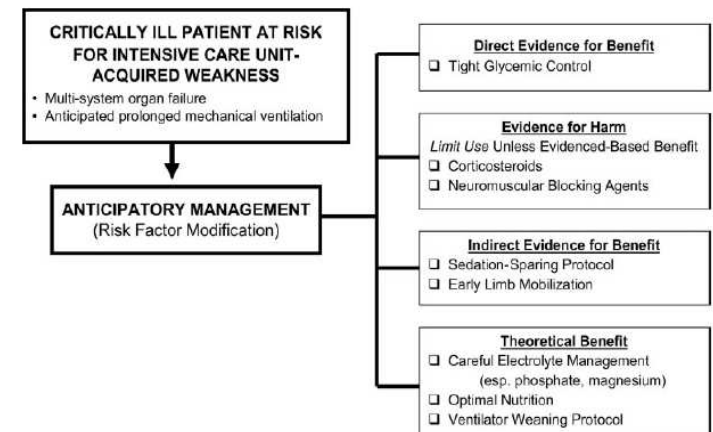 CRITICALLY ILL PATIENT AT RISK
FOR INTENSIVE CARE UNIT-
ACQUIRED WEAKNESS
• Multi-system organ failure
• Anticipated prolonged mechanical ventilation
ANTICIPATORY MANAGEMENT
(Risk Factor Modification)
Direct Evidence for Benefit
❑ Tight Glycemic Control
Evidence for Harm
Limit Use Unless Evidenced-Based Benefit
❑ Corticosteroids
❑ Neuromuscular Blocking Agents
Indirect Evidence for Benefit
❑ Sedation-Sparing Protocol
❑ Early Limb Mobilization
Theoretical Benefit
❑ Careful Electrolyte Management
(esp. phosphate, magnesium)
❑ Optimal Nutrition
❑ Ventilator Weaning Protocol